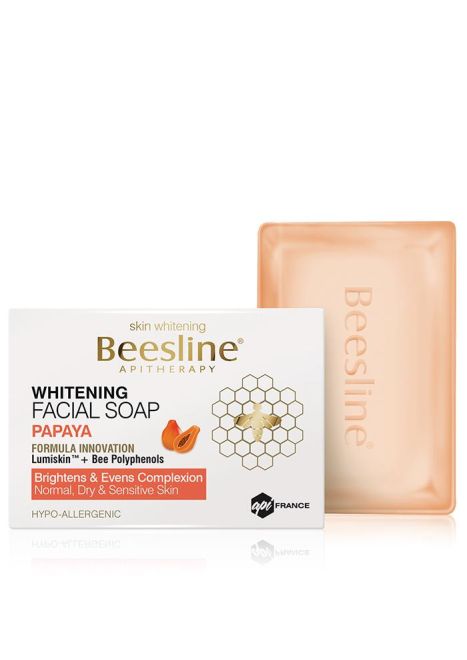 skin whitening
Beesline®
APITHERAPY
WHITENING
FACIAL SOAP
PAPAYA
FORMULA INNOVATION
Lumiskin™ + Bee Polyphenols
Brightens & Evens Complexion
Normal, Dry & Sensitive Skin
HYPO-ALLERGENIC
api FRANCE
Beesline®